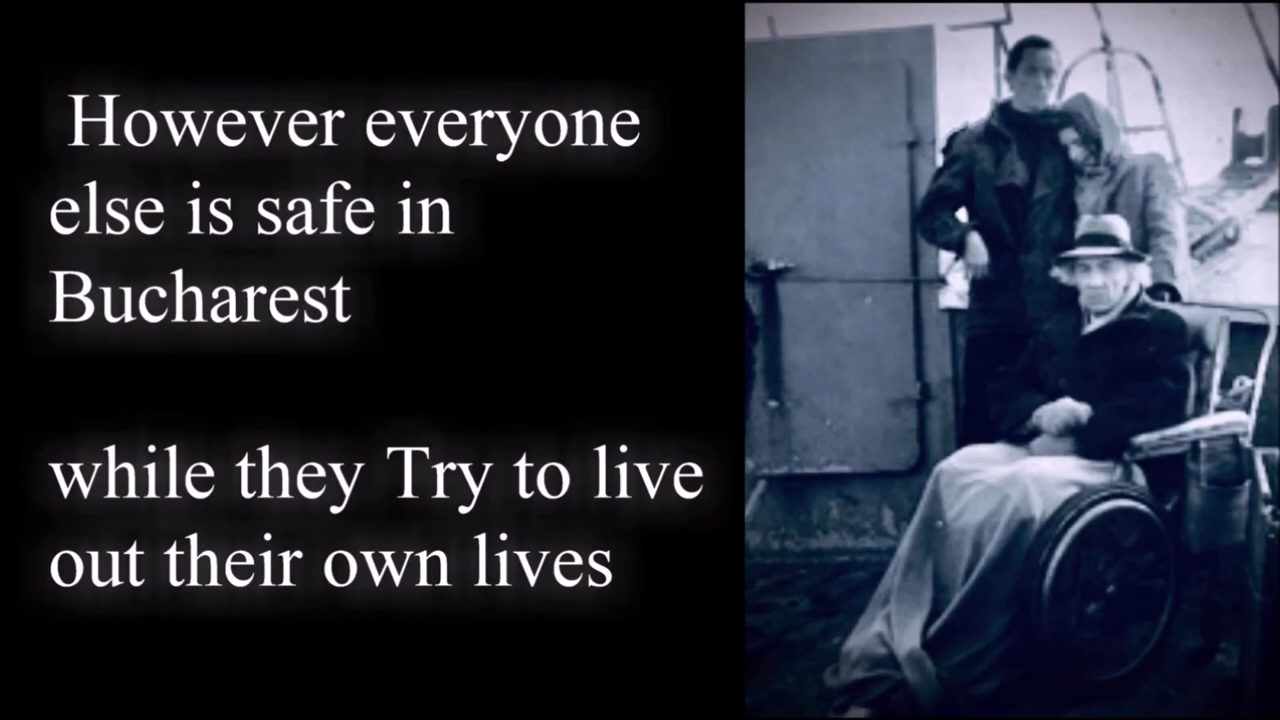 However everyone
else is safe in
Bucharest
while they Try to live
out their own lives